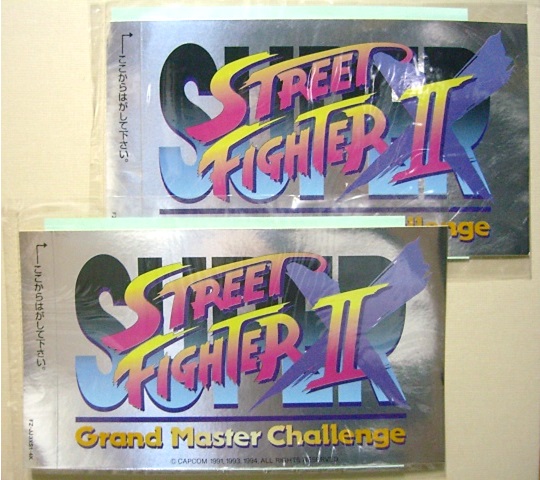 ここからはがして下さい。
SUPER
STREET
FIGHTER II X
Challenge
ここからはがして下さい。
SUPER
STREET
FIGHTER II X
Grand Master Challenge
© CAPCOM 1991, 1993, 1994, ALL RIGHTS RESERVED.